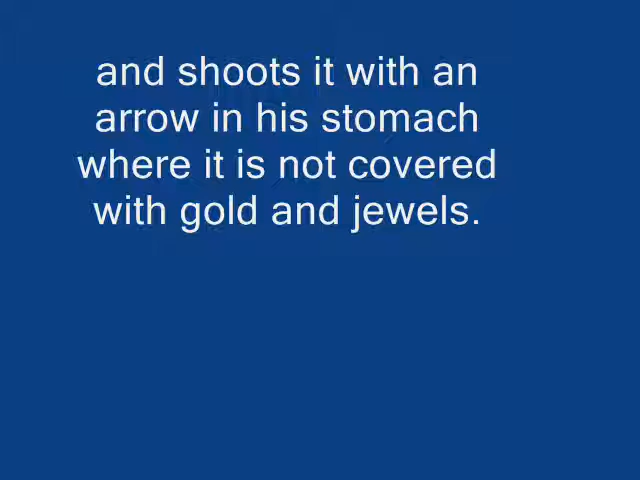 and shoots it with an
arrow in his stomach
where it is not covered
with gold and jewels.